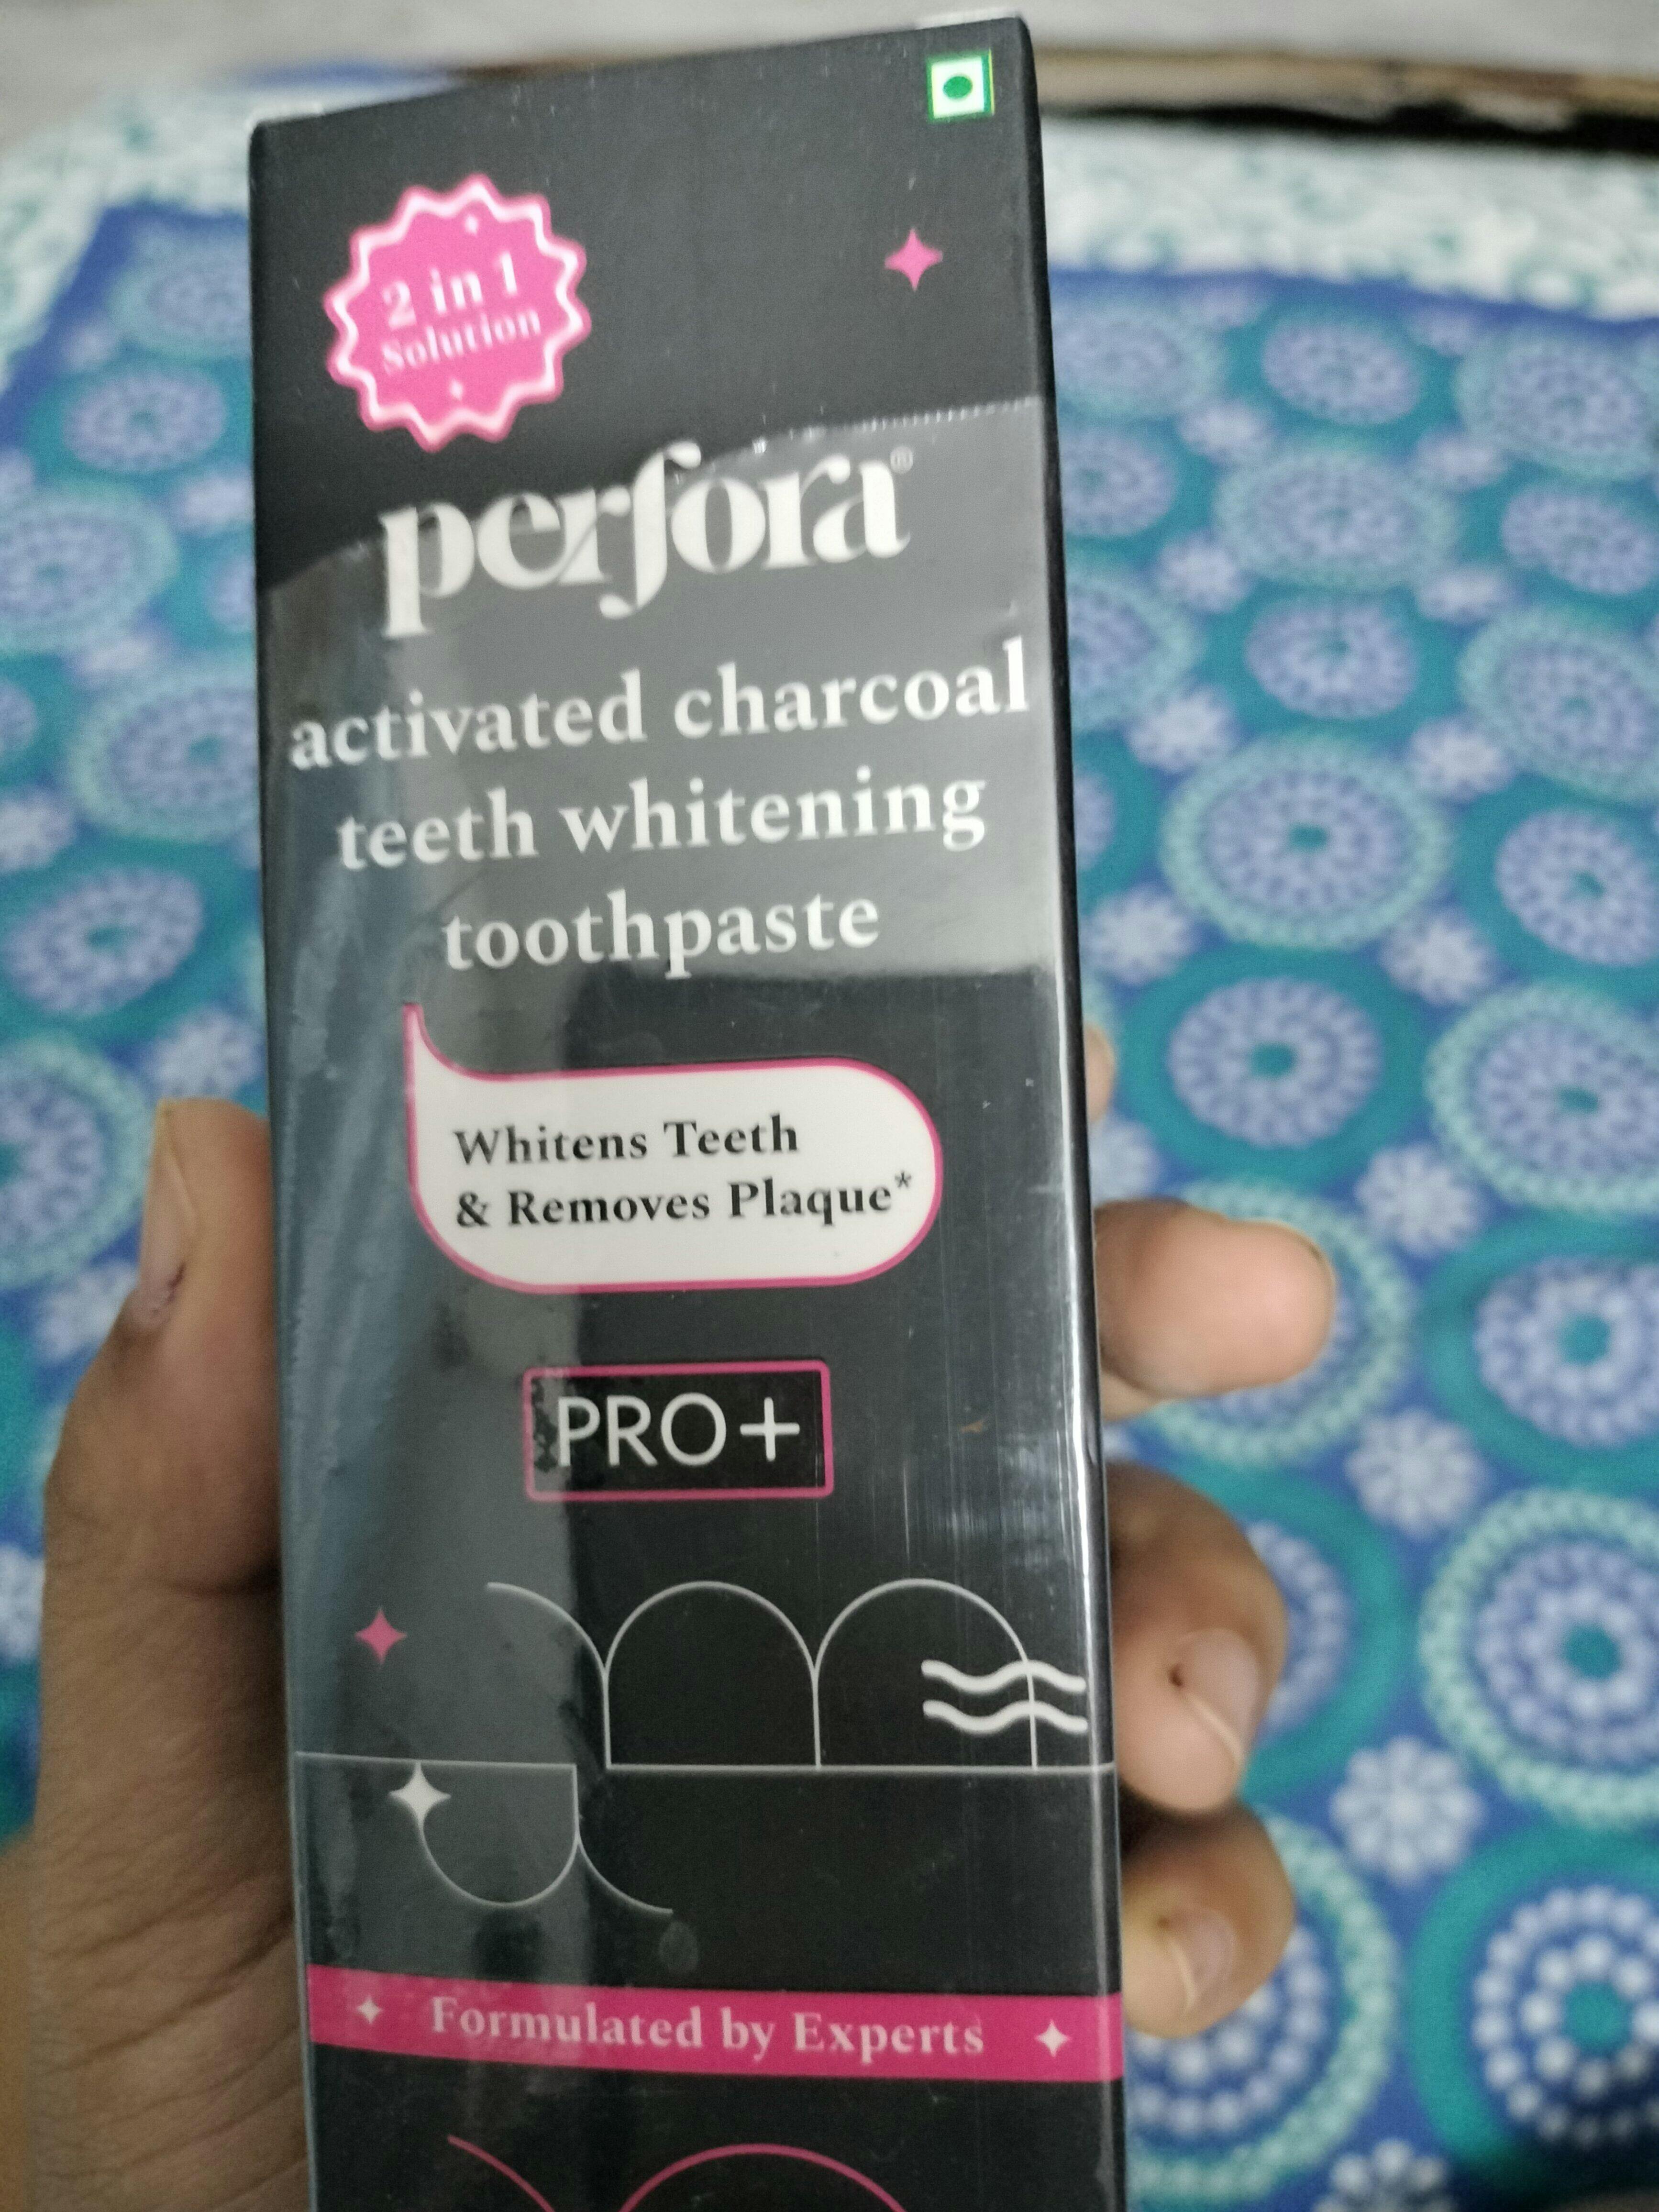 2 in 1
Solution
perfora®
activated charcoal
teeth whitening
toothpaste
Whitens Teeth
& Removes Plaque*
PRO+
Formulated by Experts